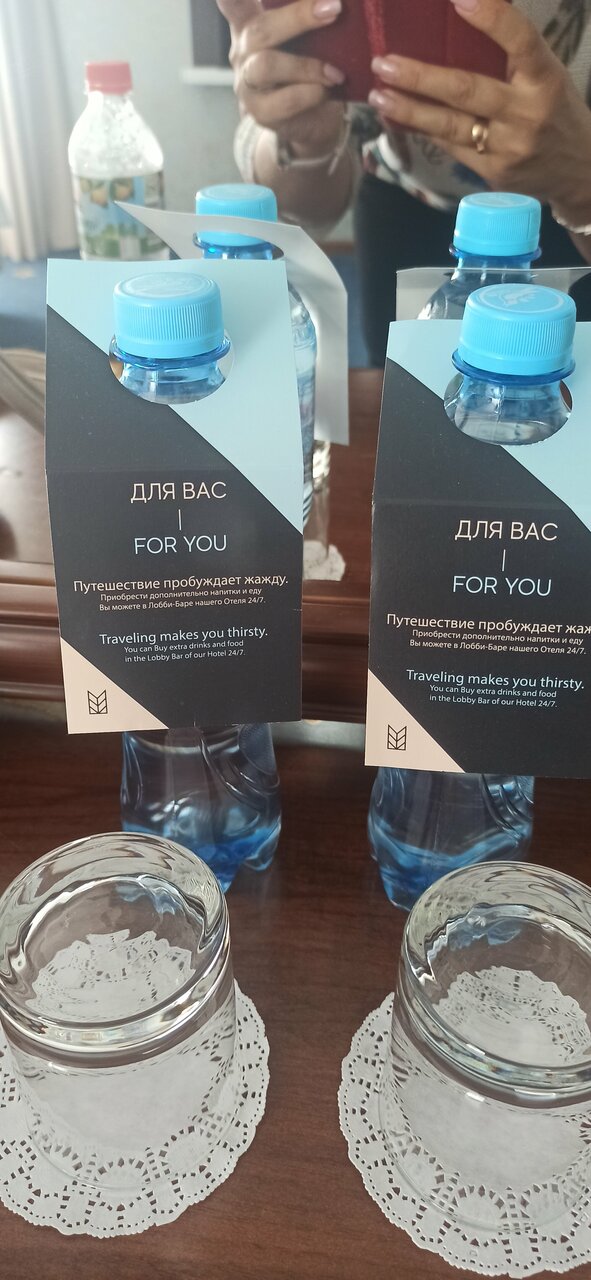 ДЛЯ ВАС
|
FOR YOU
Путешествие пробуждает жажду.
Приобрести дополнительно напитки и еду
Вы можете в Лобби-Баре нашего Отеля 24/7.
Traveling makes you thirsty.
You can Buy extra drinks and food
in the Lobby Bar of our Hotel 24/7.
ДЛЯ ВАС
|
FOR YOU
Путешествие пробуждает жаж
Приобрести дополнительно напитки и еду
Вы можете в Лобби-Баре нашего Отеля 24/7.
Traveling makes you thirsty.
You can Buy extra drinks and food
in the Lobby Bar of our Hotel 24/7.